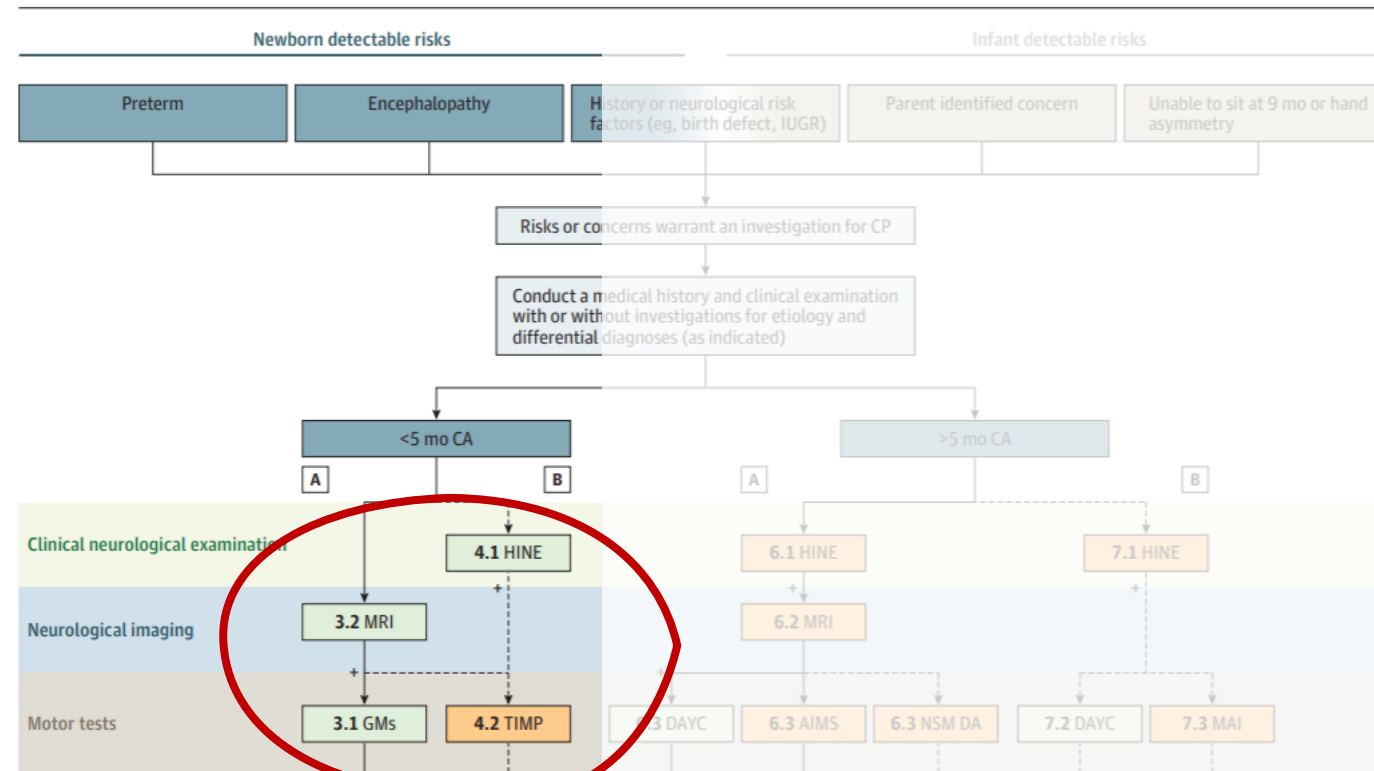 Newborn detectable risks
Infant detectable risks
Preterm
Encephalopathy
History or neurological risk
factors (eg, birth defect, IUGR)
Parent identified concern
Unable to sit at 9 mo or hand
asymmetry
Risks or concerns warrant an investigation for CP
Conduct a medical history and clinical examination
with or without investigations for etiology and
differential diagnoses (as indicated)
<5 mo CA
>5 mo CA
A
B
A
B
Clinical neurological examination
4.1 HINE
6.1 HINE
7.1 HINE
+
+
+
Neurological imaging
3.2 MRI
6.2 MRI
+
+
Motor tests
3.1 GMs
4.2 TIMP
6.3 DAYC
6.3 AIMS
6.3 NSM DA
7.2 DAYC
7.3 MAI